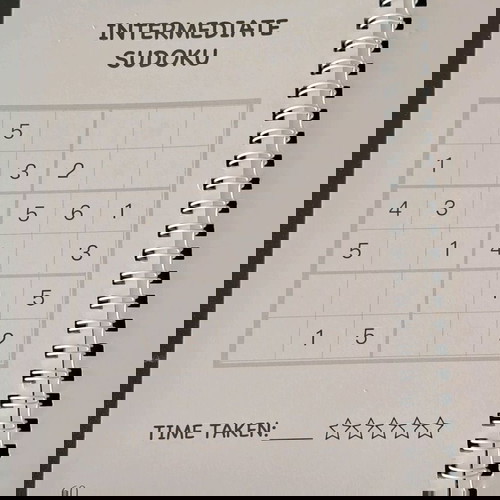 INTERMEDIATE
SUDOKU
5
1 3 2
4 5 6 1 3
5 3 1
5
2 1 5
TIME TAKEN: